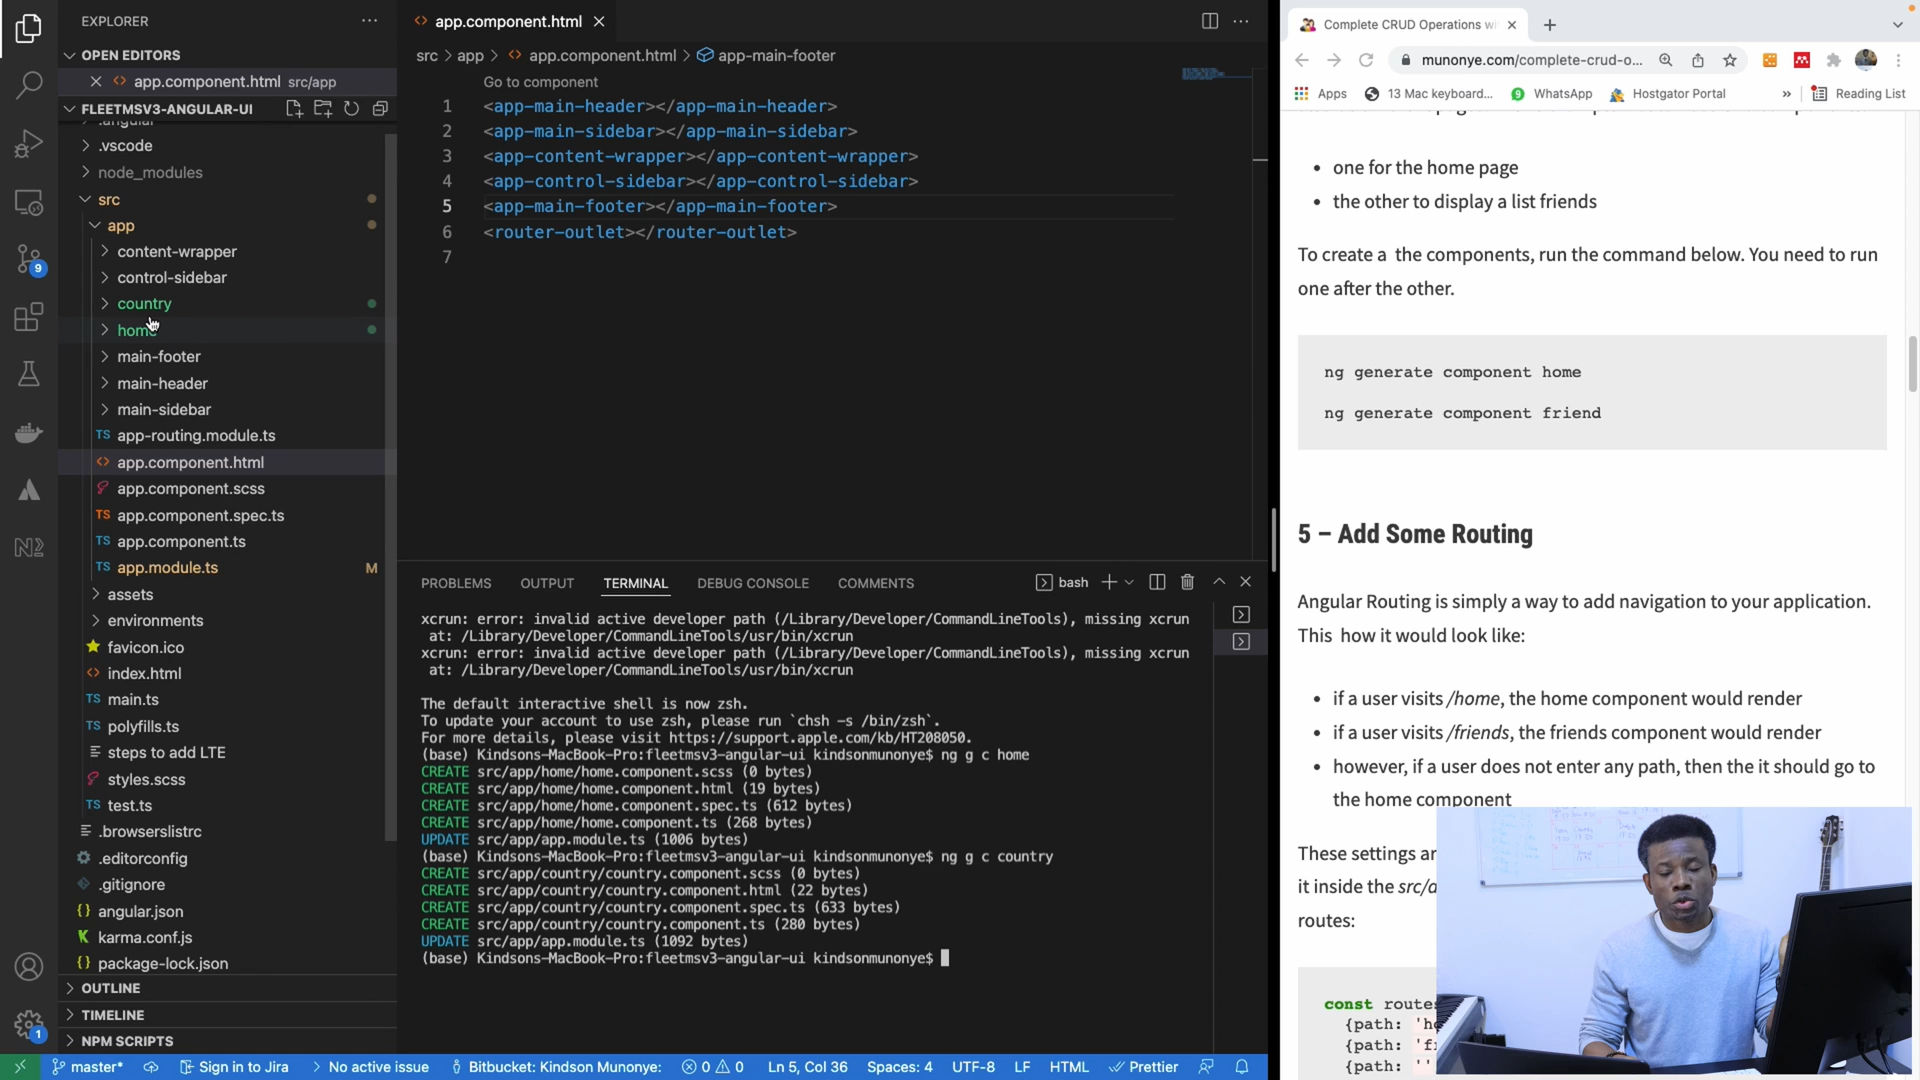 EXPLORER
OPEN EDITORS
app.component.html src/app
FLEETMSV3-ANGULAR-UI
.angular
.vscode
node_modules
src
app
content-wrapper
control-sidebar
country
home
main-footer
main-header
main-sidebar
TS app-routing.module.ts
app.component.html
app.component.scss
TS app.component.spec.ts
TS app.component.ts
TS app.module.ts M
assets
environments
favicon.ico
index.html
TS main.ts
TS polyfills.ts
steps to add LTE
styles.scss
TS test.ts
.browserslistrc
.editorconfig
.gitignore
{} angular.json
K karma.conf.js
{} package-lock.json
OUTLINE
TIMELINE
NPM SCRIPTS
9
1
app.component.html
src > app > app.component.html > app-main-footer
Go to component
1 <app-main-header></app-main-header>
2 <app-main-sidebar></app-main-sidebar>
3 <app-content-wrapper></app-content-wrapper>
4 <app-control-sidebar></app-control-sidebar>
5 <app-main-footer></app-main-footer>
6 <router-outlet></router-outlet>
7
PROBLEMS OUTPUT TERMINAL DEBUG CONSOLE COMMENTS bash
xcrun: error: invalid active developer path (/Library/Developer/CommandLineTools), missing xcrun
at: /Library/Developer/CommandLineTools/usr/bin/xcrun
xcrun: error: invalid active developer path (/Library/Developer/CommandLineTools), missing xcrun
at: /Library/Developer/CommandLineTools/usr/bin/xcrun
The default interactive shell is now zsh.
To update your account to use zsh, please run `chsh -s /bin/zsh`.
For more details, please visit https://support.apple.com/kb/HT208050.
(base) Kindsons-MacBook-Pro:fleetmsv3-angular-ui kindsonmunonye$ ng g c home
CREATE src/app/home/home.component.scss (0 bytes)
CREATE src/app/home/home.component.html (19 bytes)
CREATE src/app/home/home.component.spec.ts (612 bytes)
CREATE src/app/home/home.component.ts (268 bytes)
UPDATE src/app/app.module.ts (1006 bytes)
(base) Kindsons-MacBook-Pro:fleetmsv3-angular-ui kindsonmunonye$ ng g c country
CREATE src/app/country/country.component.scss (0 bytes)
CREATE src/app/country/country.component.html (22 bytes)
CREATE src/app/country/country.component.spec.ts (633 bytes)
CREATE src/app/country/country.component.ts (280 bytes)
UPDATE src/app/app.module.ts (1092 bytes)
(base) Kindsons-MacBook-Pro:fleetmsv3-angular-ui kindsonmunonye$
master* Sign in to Jira No active issue Bitbucket: Kindson Munonye: 0 0 Ln 5, Col 36 Spaces: 4 UTF-8 LF HTML Prettier
Complete CRUD Operations wi
munonye.com/complete-crud-o...
Apps 13 Mac keyboard... WhatsApp Hostgator Portal » Reading List
one for the home page
the other to display a list friends
To create a the components, run the command below. You need to run
one after the other.
ng generate component home
ng generate component friend
5 – Add Some Routing
Angular Routing is simply a way to add navigation to your application.
This how it would look like:
if a user visits /home, the home component would render
if a user visits /friends, the friends component would render
however, if a user does not enter any path, then the it should go to
the home component
These settings ar
it inside the src/a
routes:
const routes
{path: 'ho
{path: 'fr
{path: ''